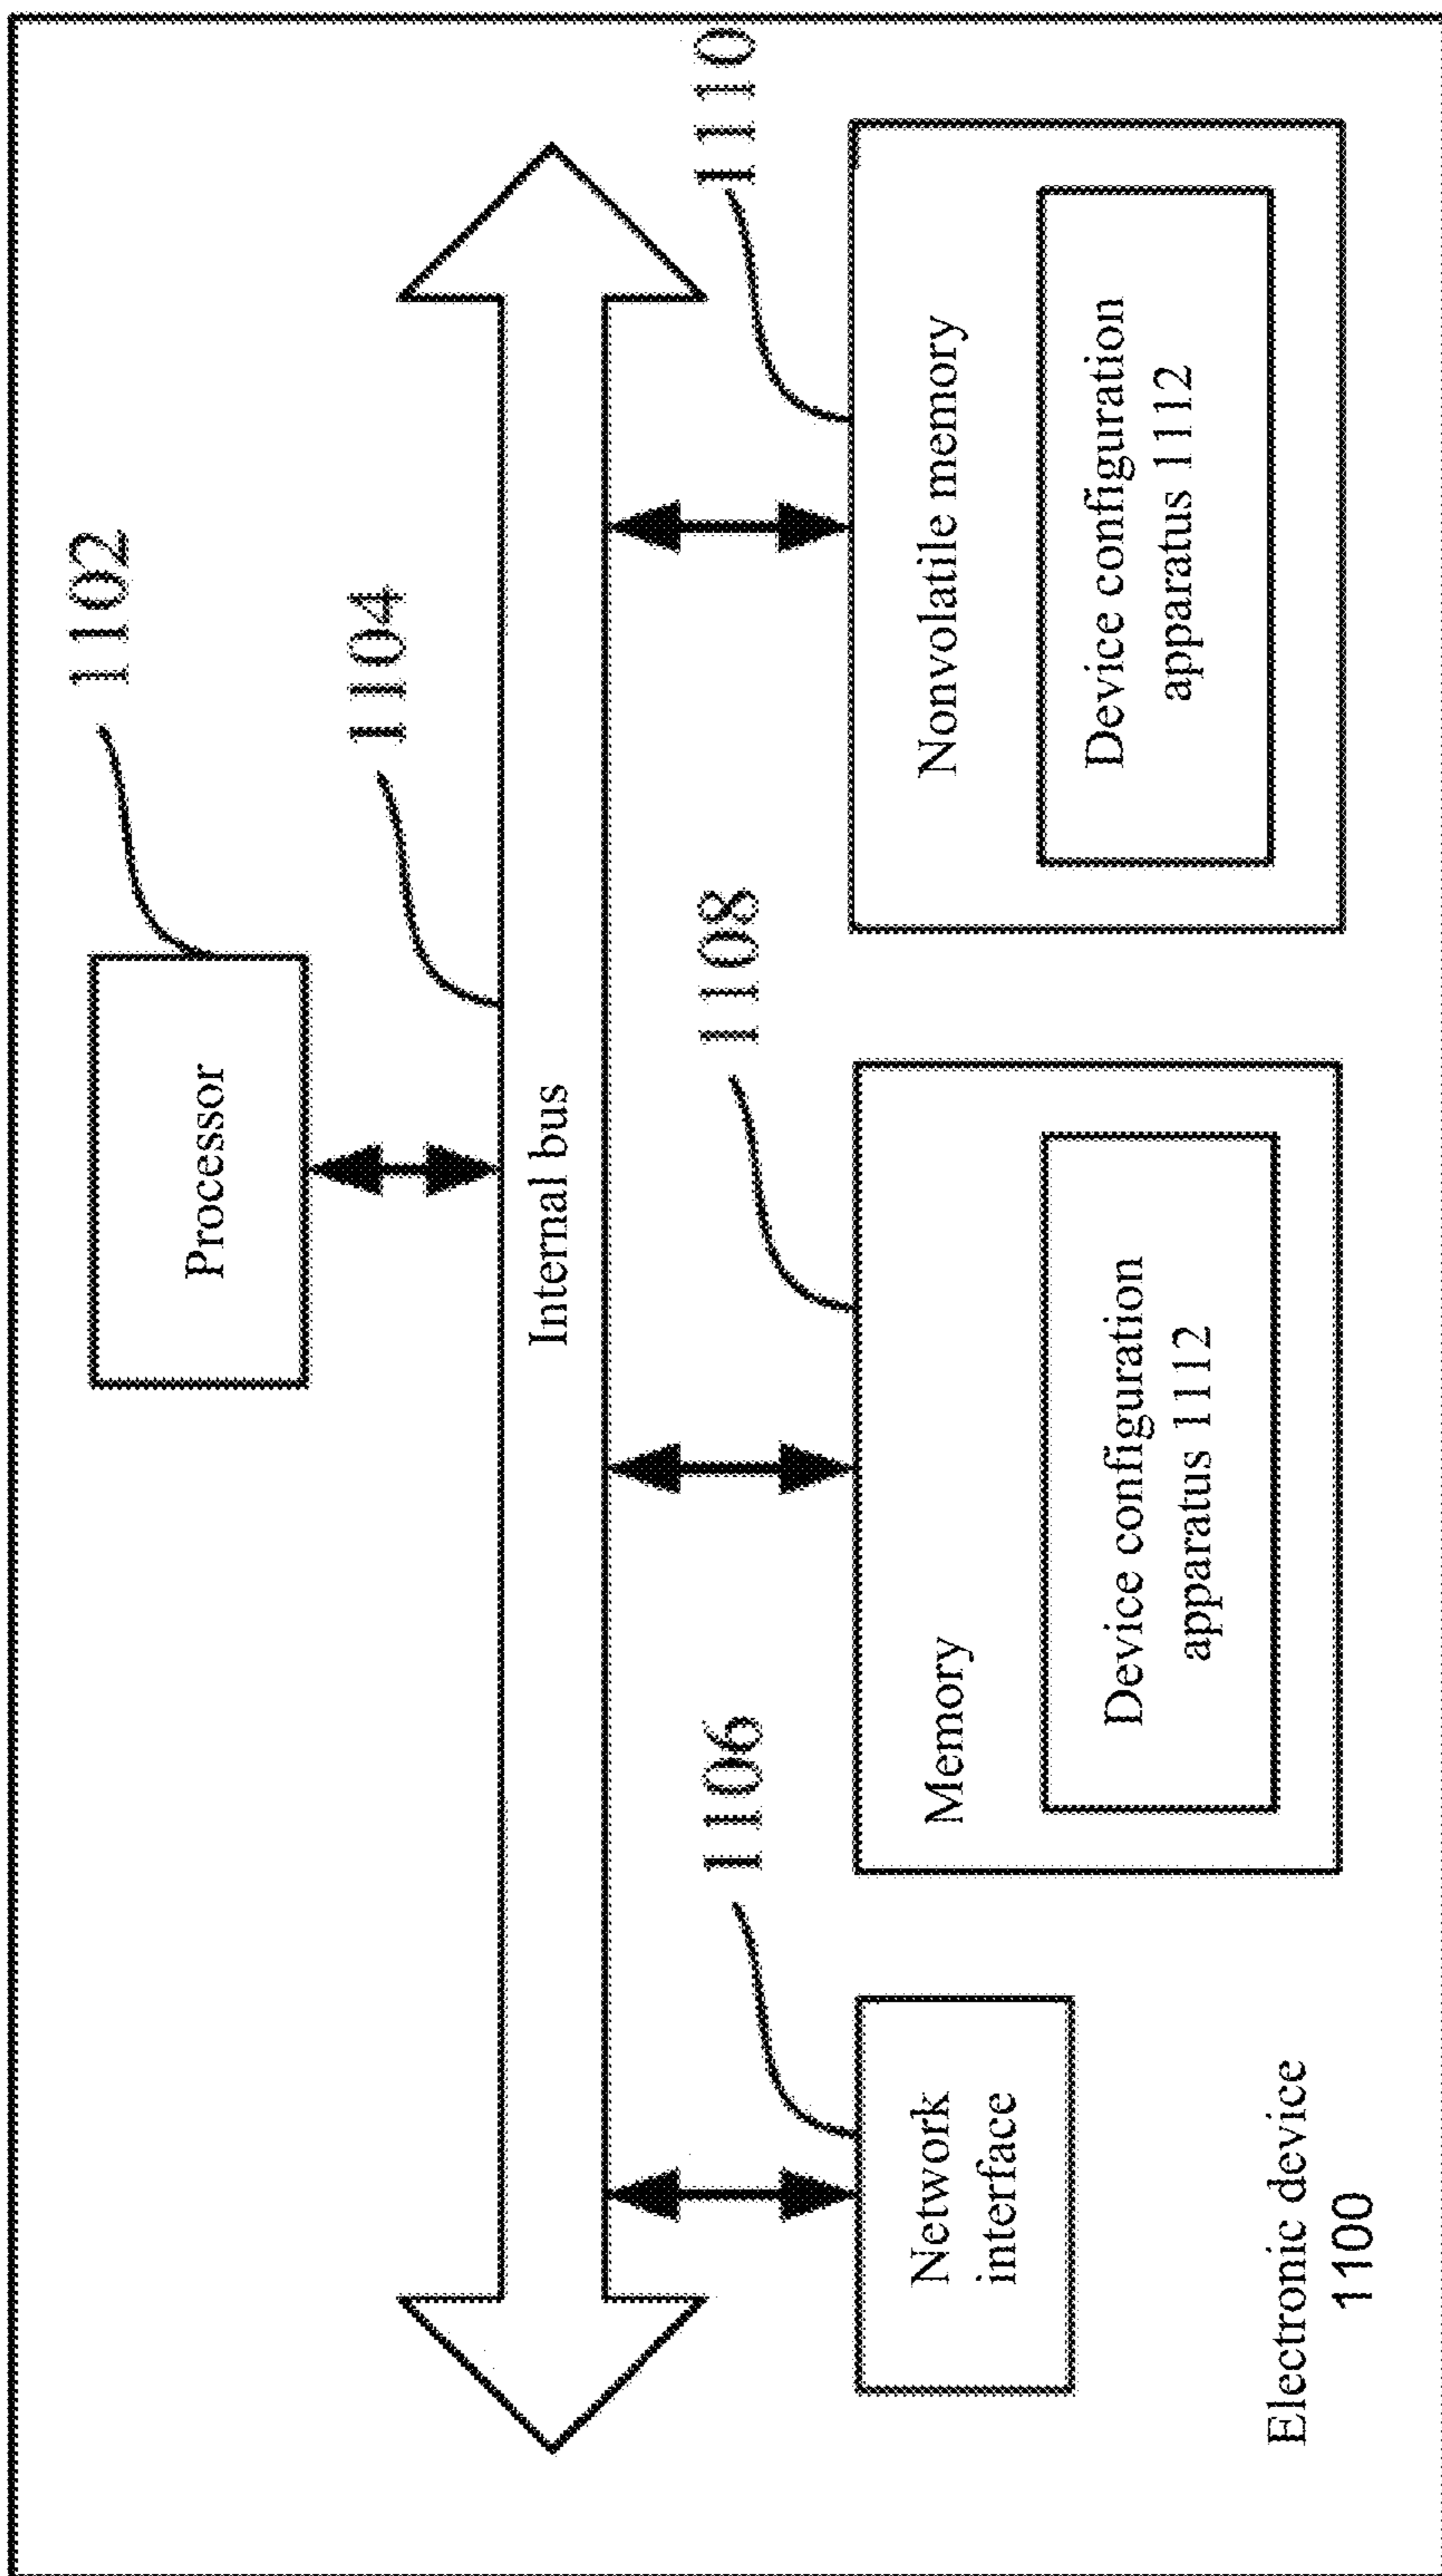 1102
Processor
1104
Internal bus
1106
1108
1110
Network
interface
Memory
Device configuration
apparatus 1112
Nonvolatile memory
Device configuration
apparatus 1112
Electronic device
1100